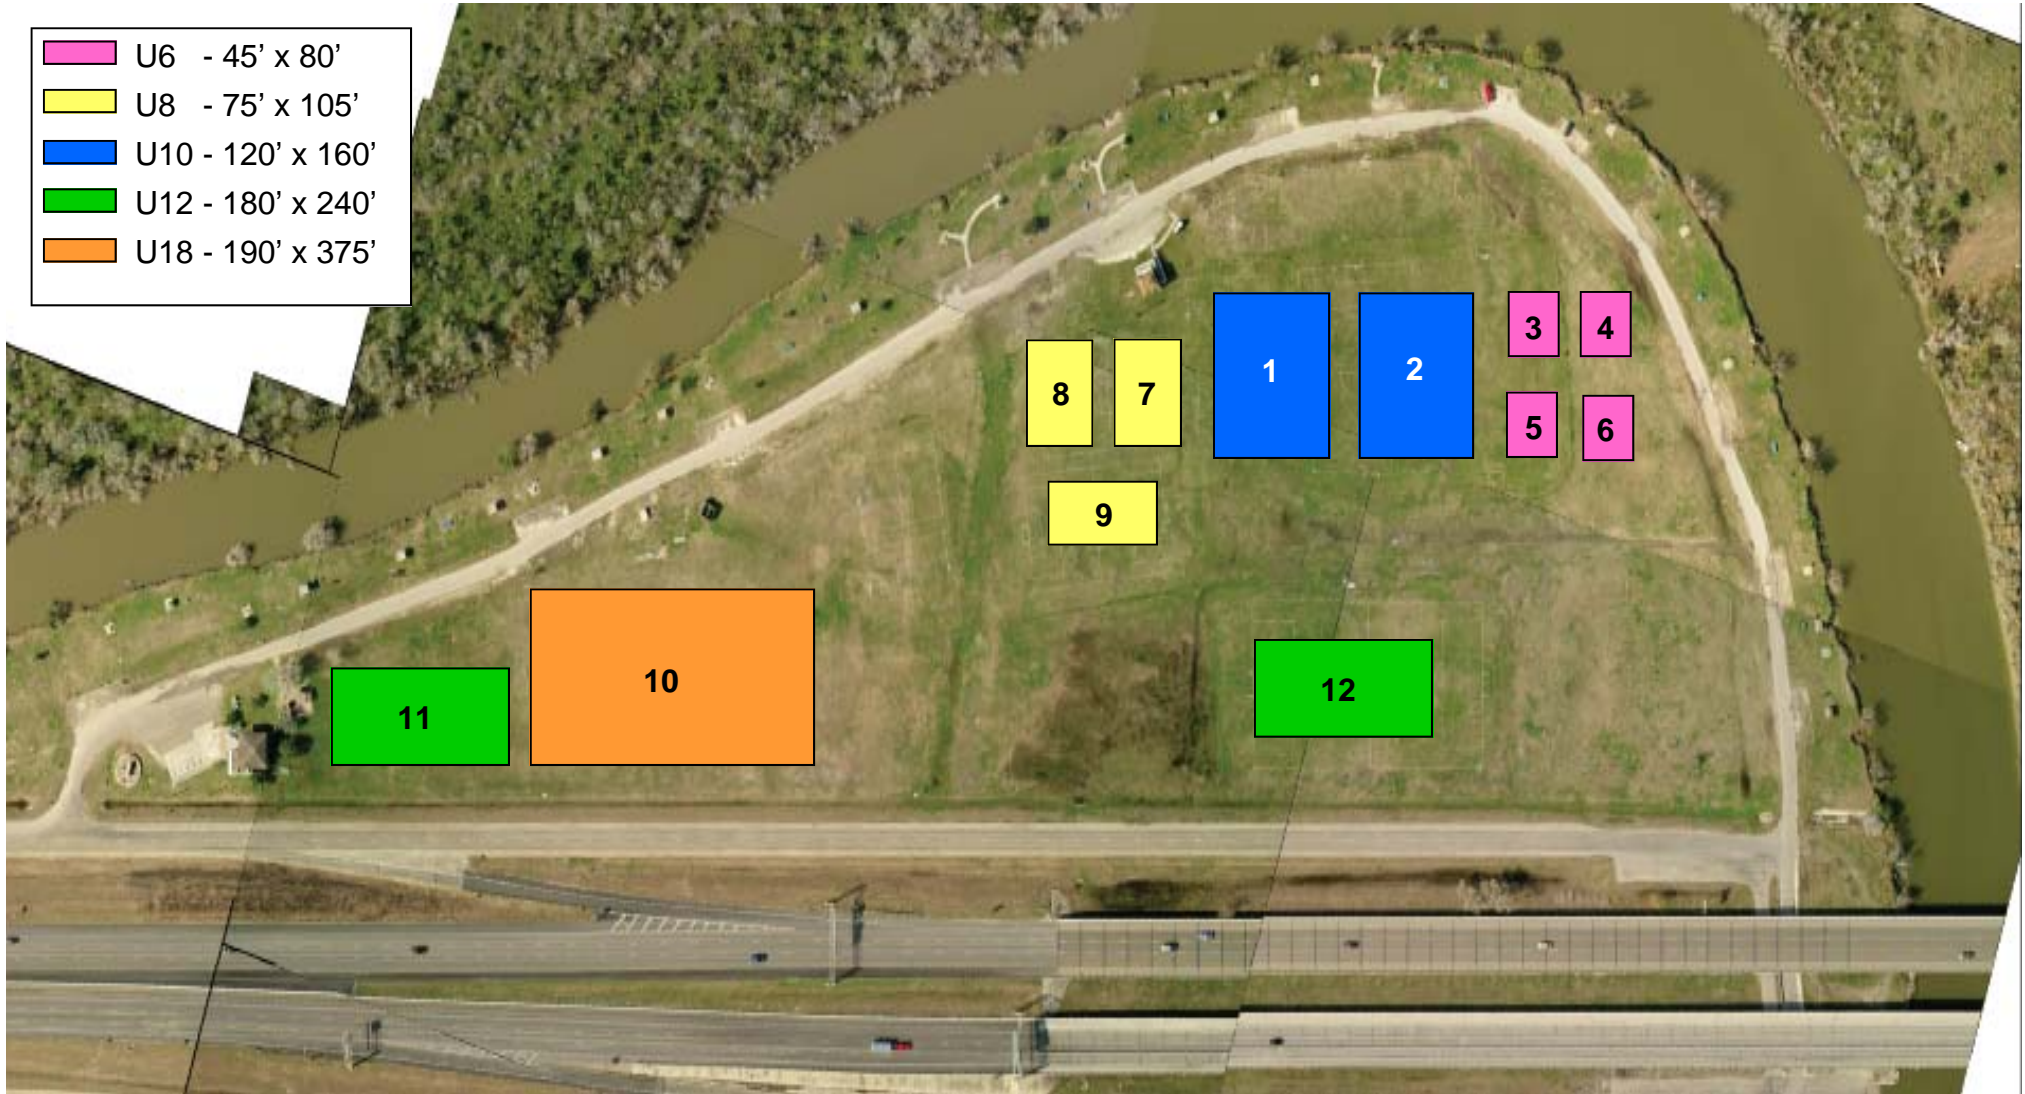 U6 - 45’ x 80’
U8 - 75’ x 105’
U10 - 120’ x 160’
U12 - 180’ x 240’
U18 - 190’ x 375’
3 4
1 2
8 7
5 6
9
10
12
11